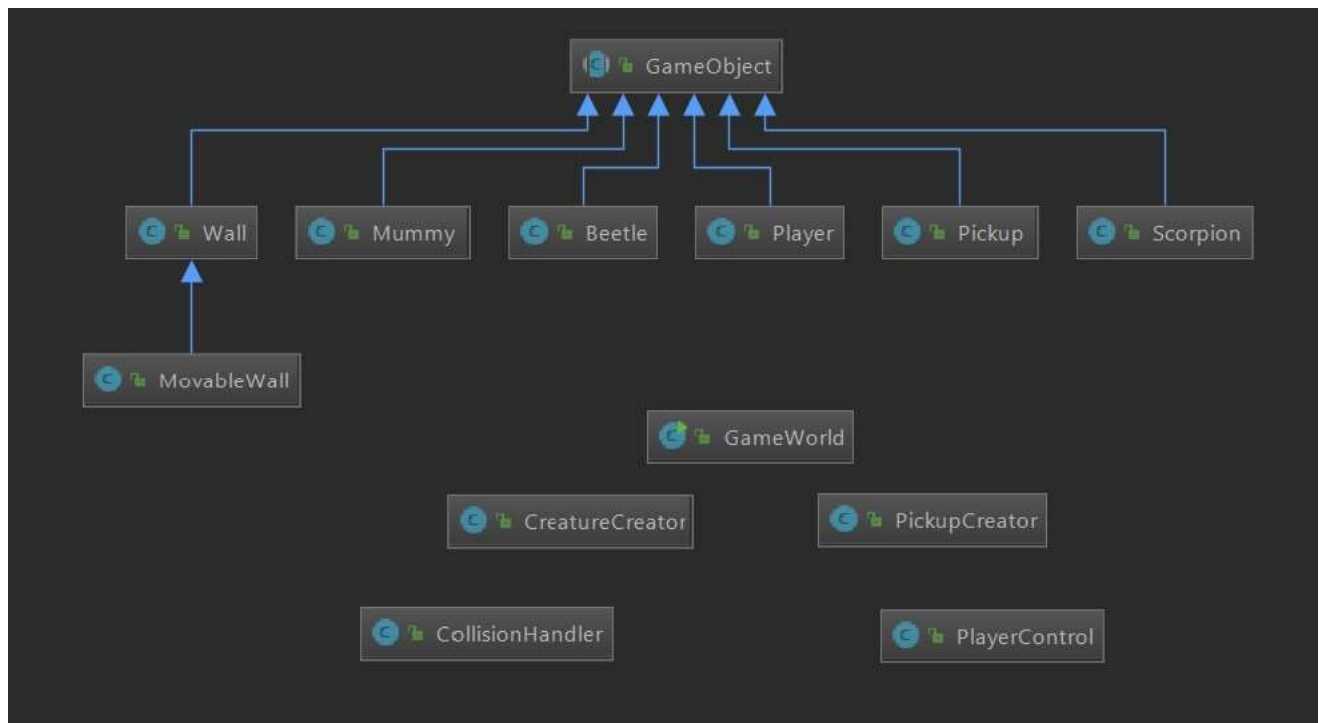 GameObject
Wall
Mummy
Beetle
Player
Pickup
Scorpion
MovableWall
GameWorld
CreatureCreator
PickupCreator
CollisionHandler
PlayerControl